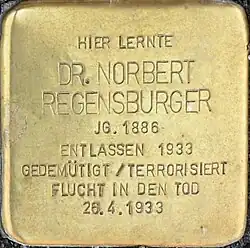 HIER LERNTE
DR. NORBERT
REGENSBURGER
JG. 1886
ENTLASSEN 1933
GEDEMÜTIGT / TERRORISIERT
FLUCHT IN DEN TOD
26.4.1933